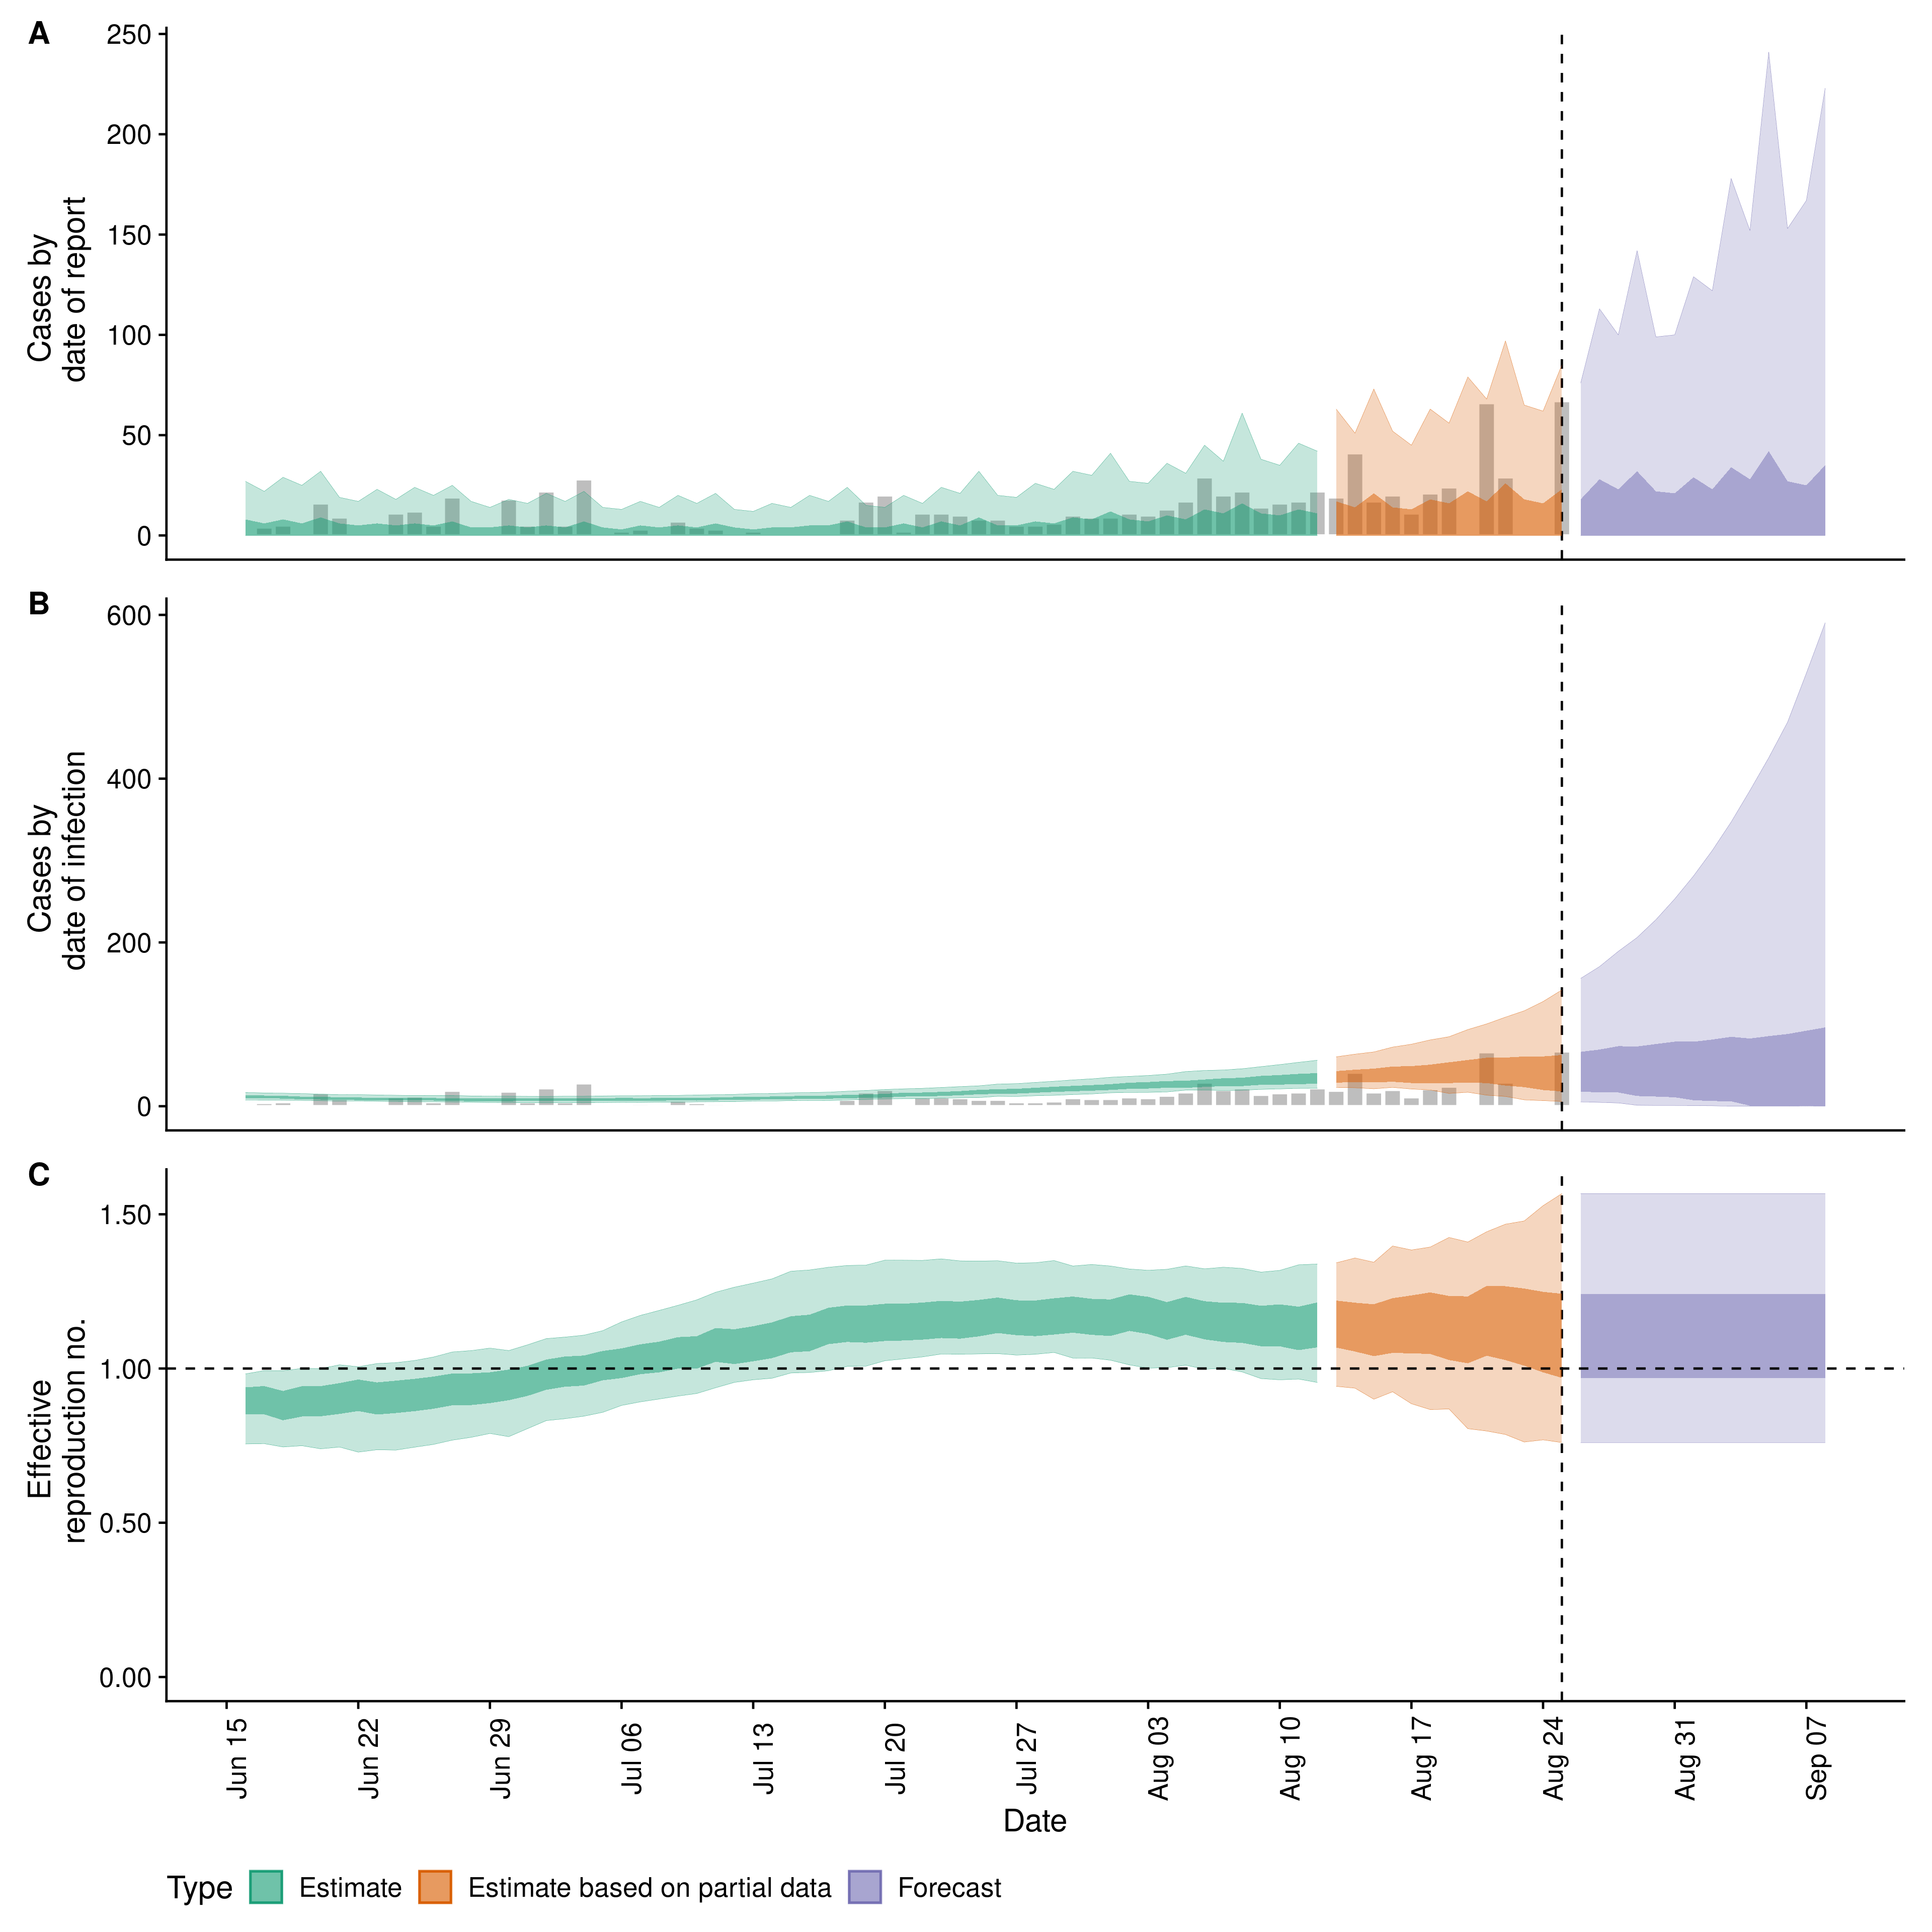 A
250
200
150
100
50
0
Cases by
date of report
B
600
400
200
0
Cases by
date of infection
C
1.50
1.00
0.50
0.00
Effective
reproduction no.
Jun 15
Jun 22
Jun 29
Jul 06
Jul 13
Jul 20
Jul 27
Aug 03
Aug 10
Aug 17
Aug 24
Aug 31
Sep 07
Date
Type Estimate Estimate based on partial data Forecast